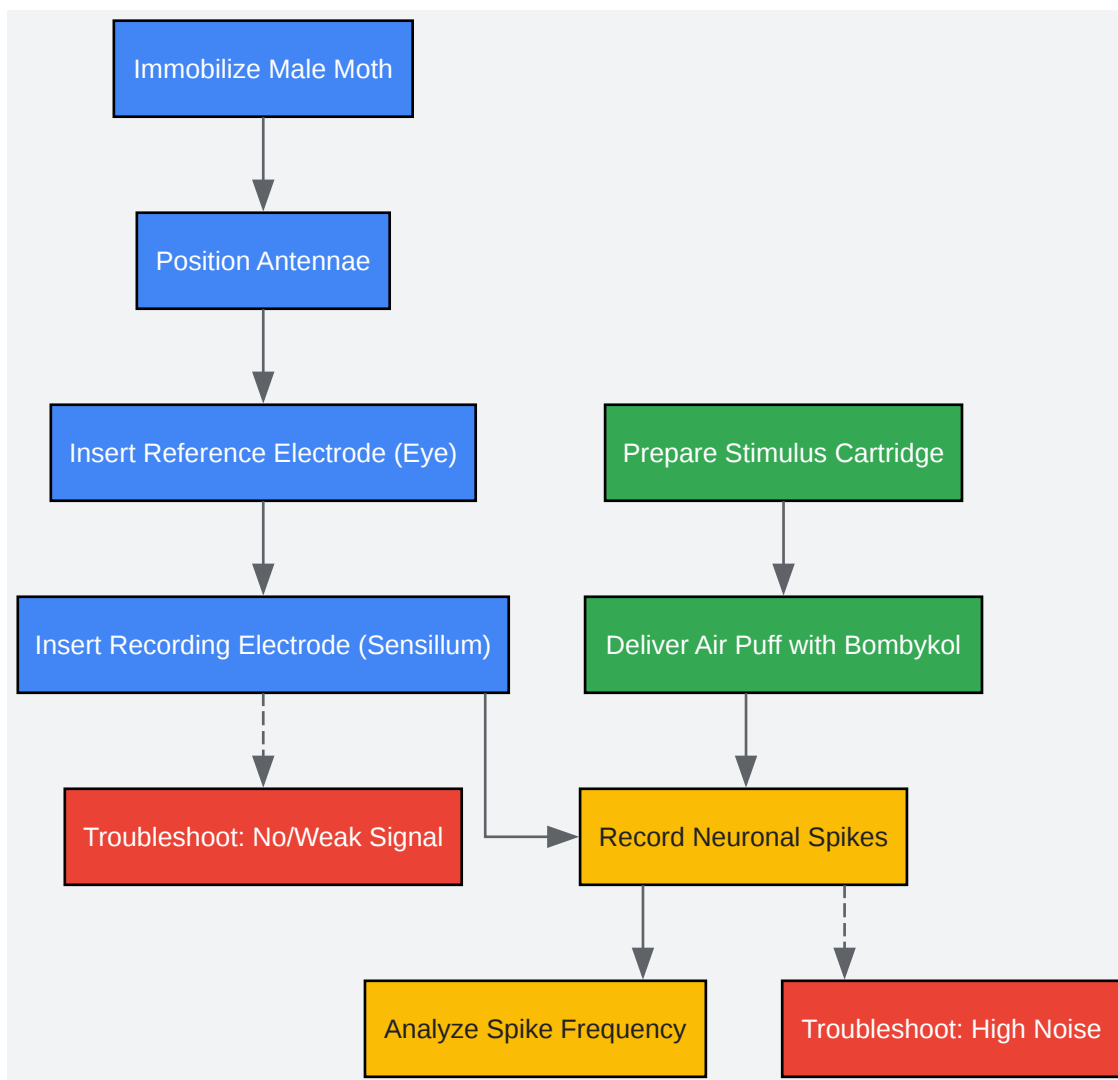 Immobilize Male Moth
Position Antennae
Insert Reference Electrode (Eye)
Prepare Stimulus Cartridge
Insert Recording Electrode (Sensillum)
Deliver Air Puff with Bombykol
Troubleshoot: No/Weak Signal
Record Neuronal Spikes
Analyze Spike Frequency
Troubleshoot: High Noise